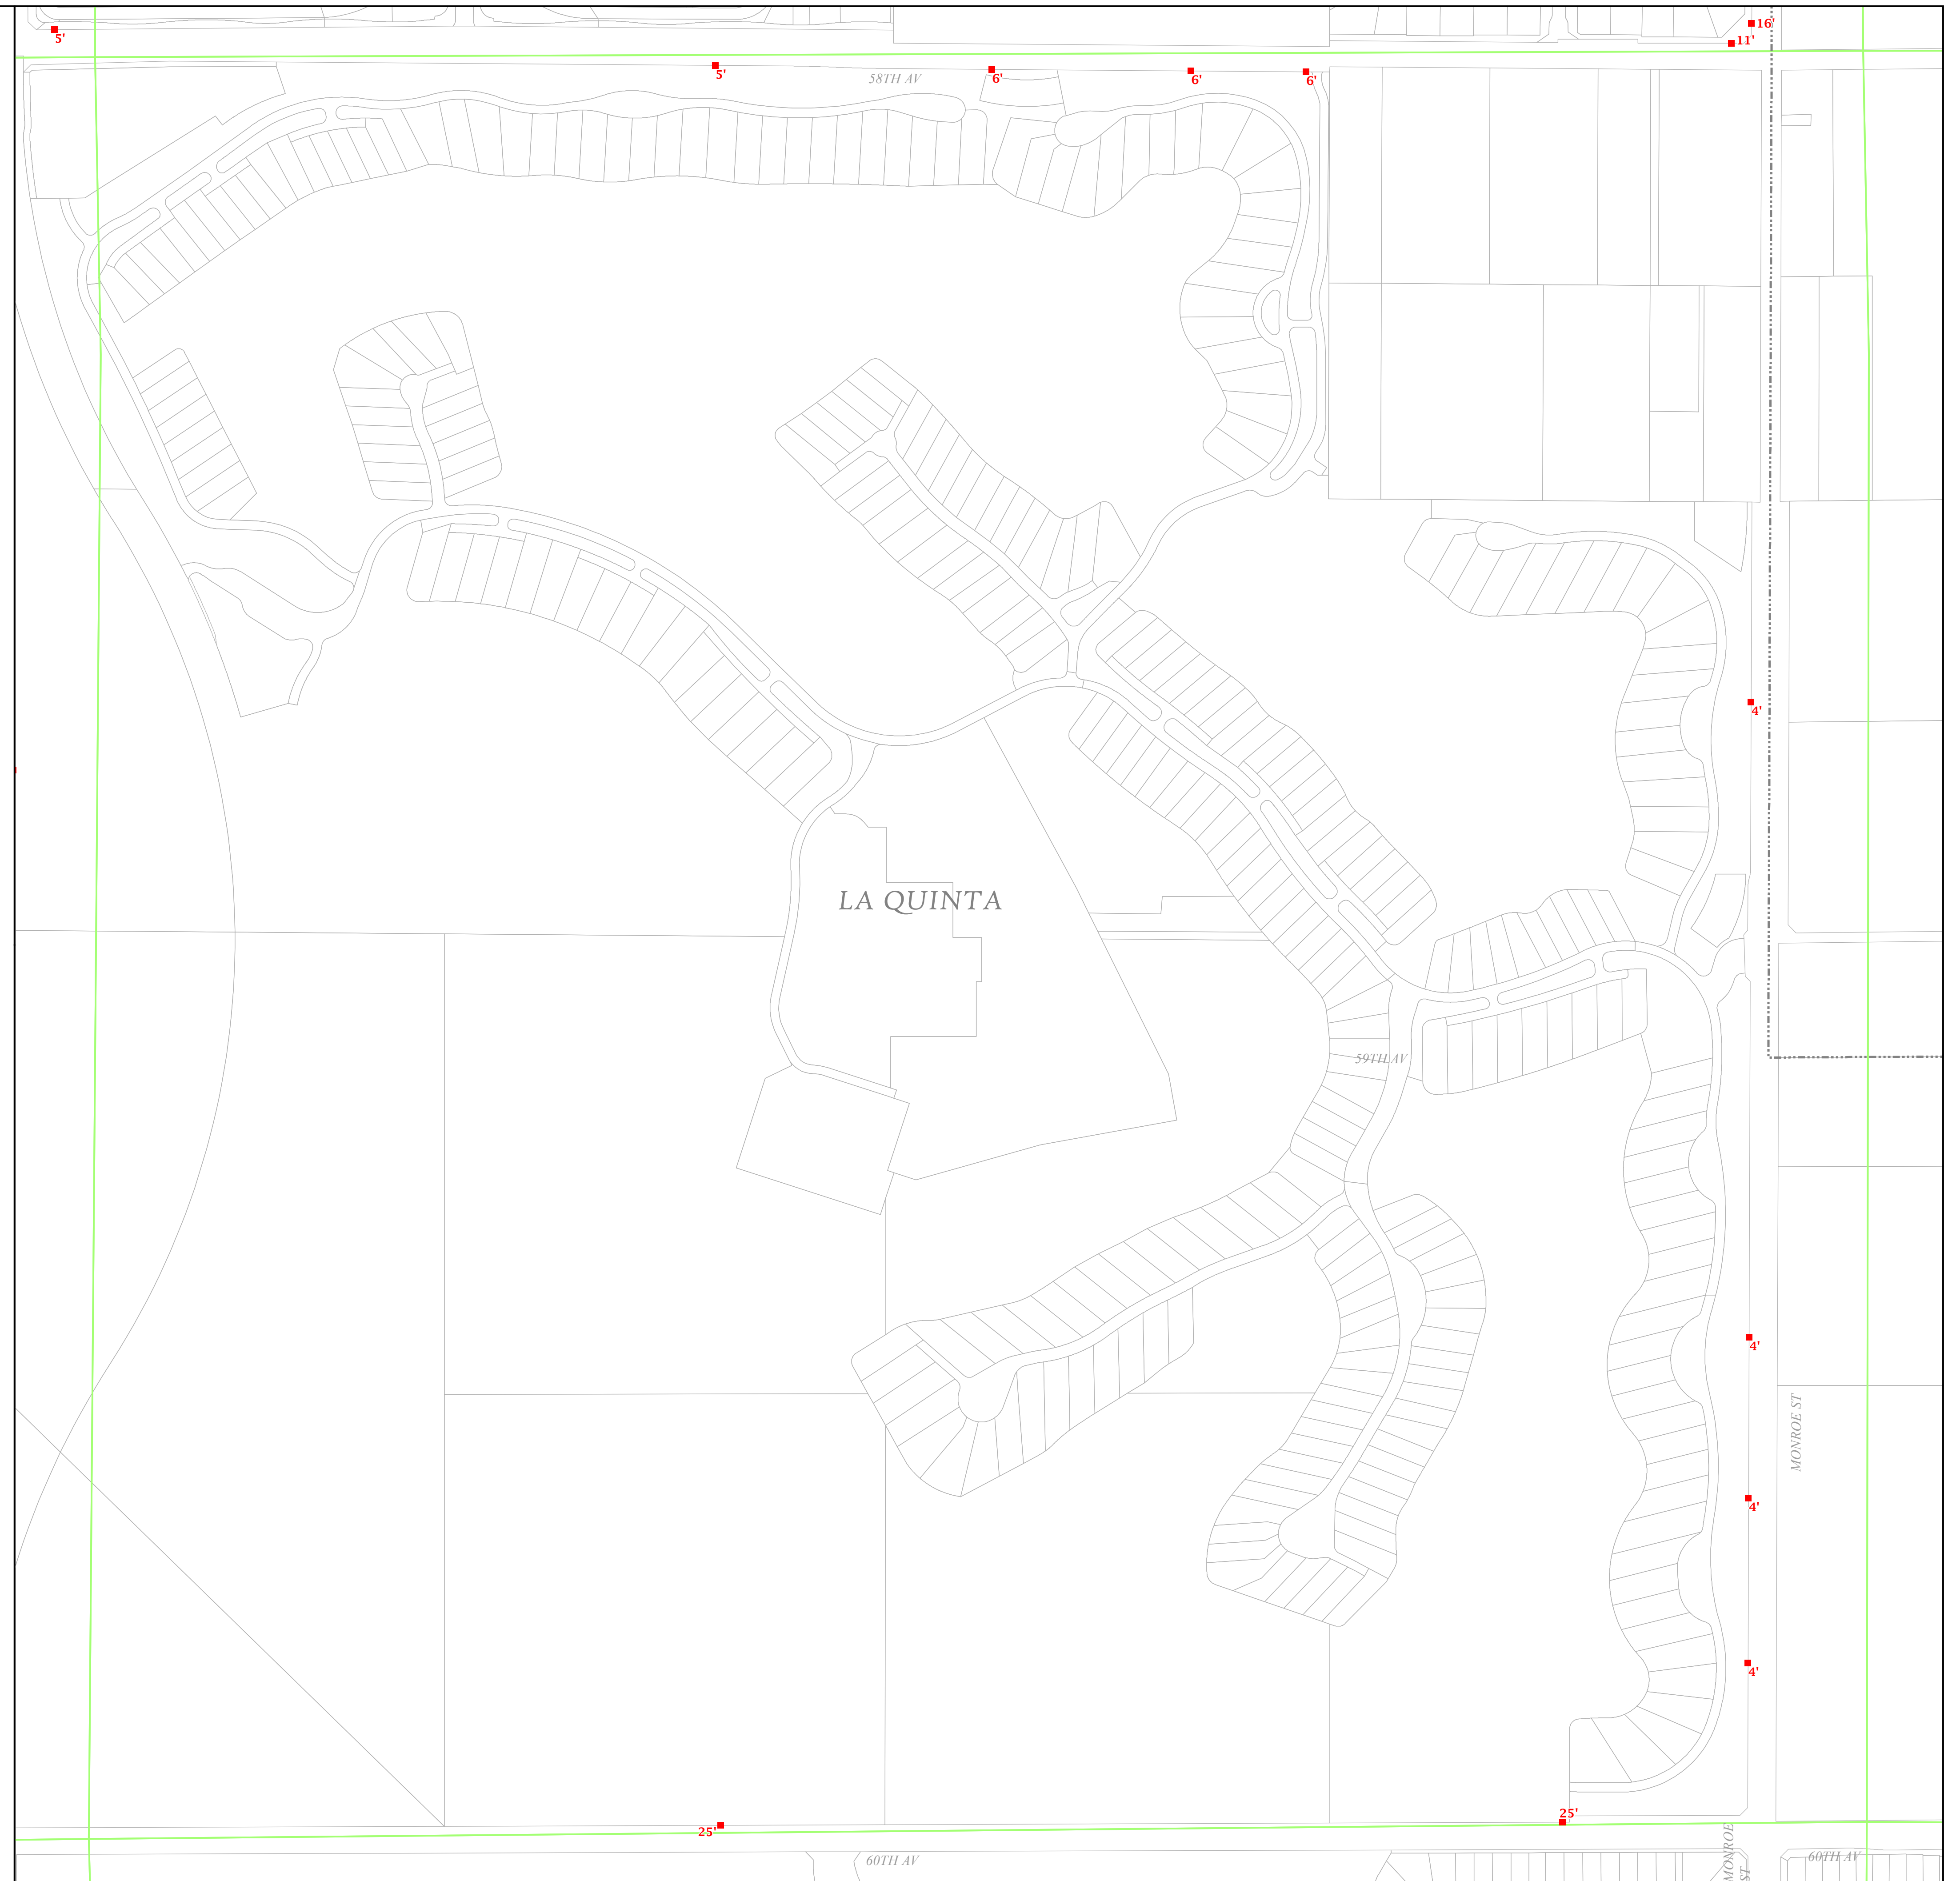 16'
5'
11'
5'
58TH AV
6'
6'
6'
4'
LA QUINTA
59TH AV
4'
MONROE ST
4'
4'
25'
25'
MONROE
ST
60TH AV
60TH AV